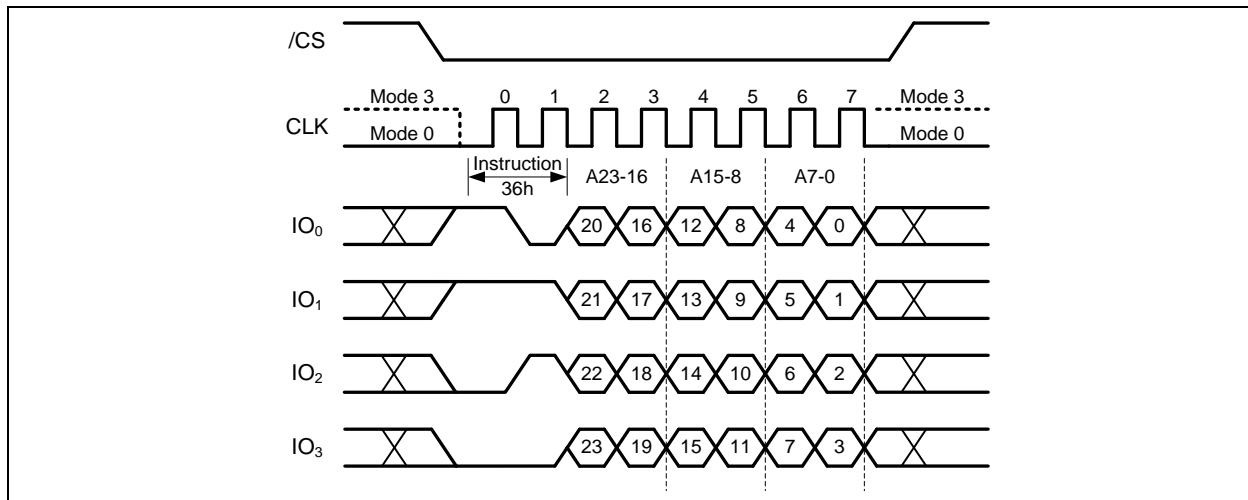 /CS
Mode 3 0 1 2 3 4 5 6 7 Mode 3
CLK Mode 0 Mode 0
Instruction
36h A23-16 A15-8 A7-0
IO₀ 20 16 12 8 4 0
IO₁ 21 17 13 9 5 1
IO₂ 22 18 14 10 6 2
IO₃ 23 19 15 11 7 3